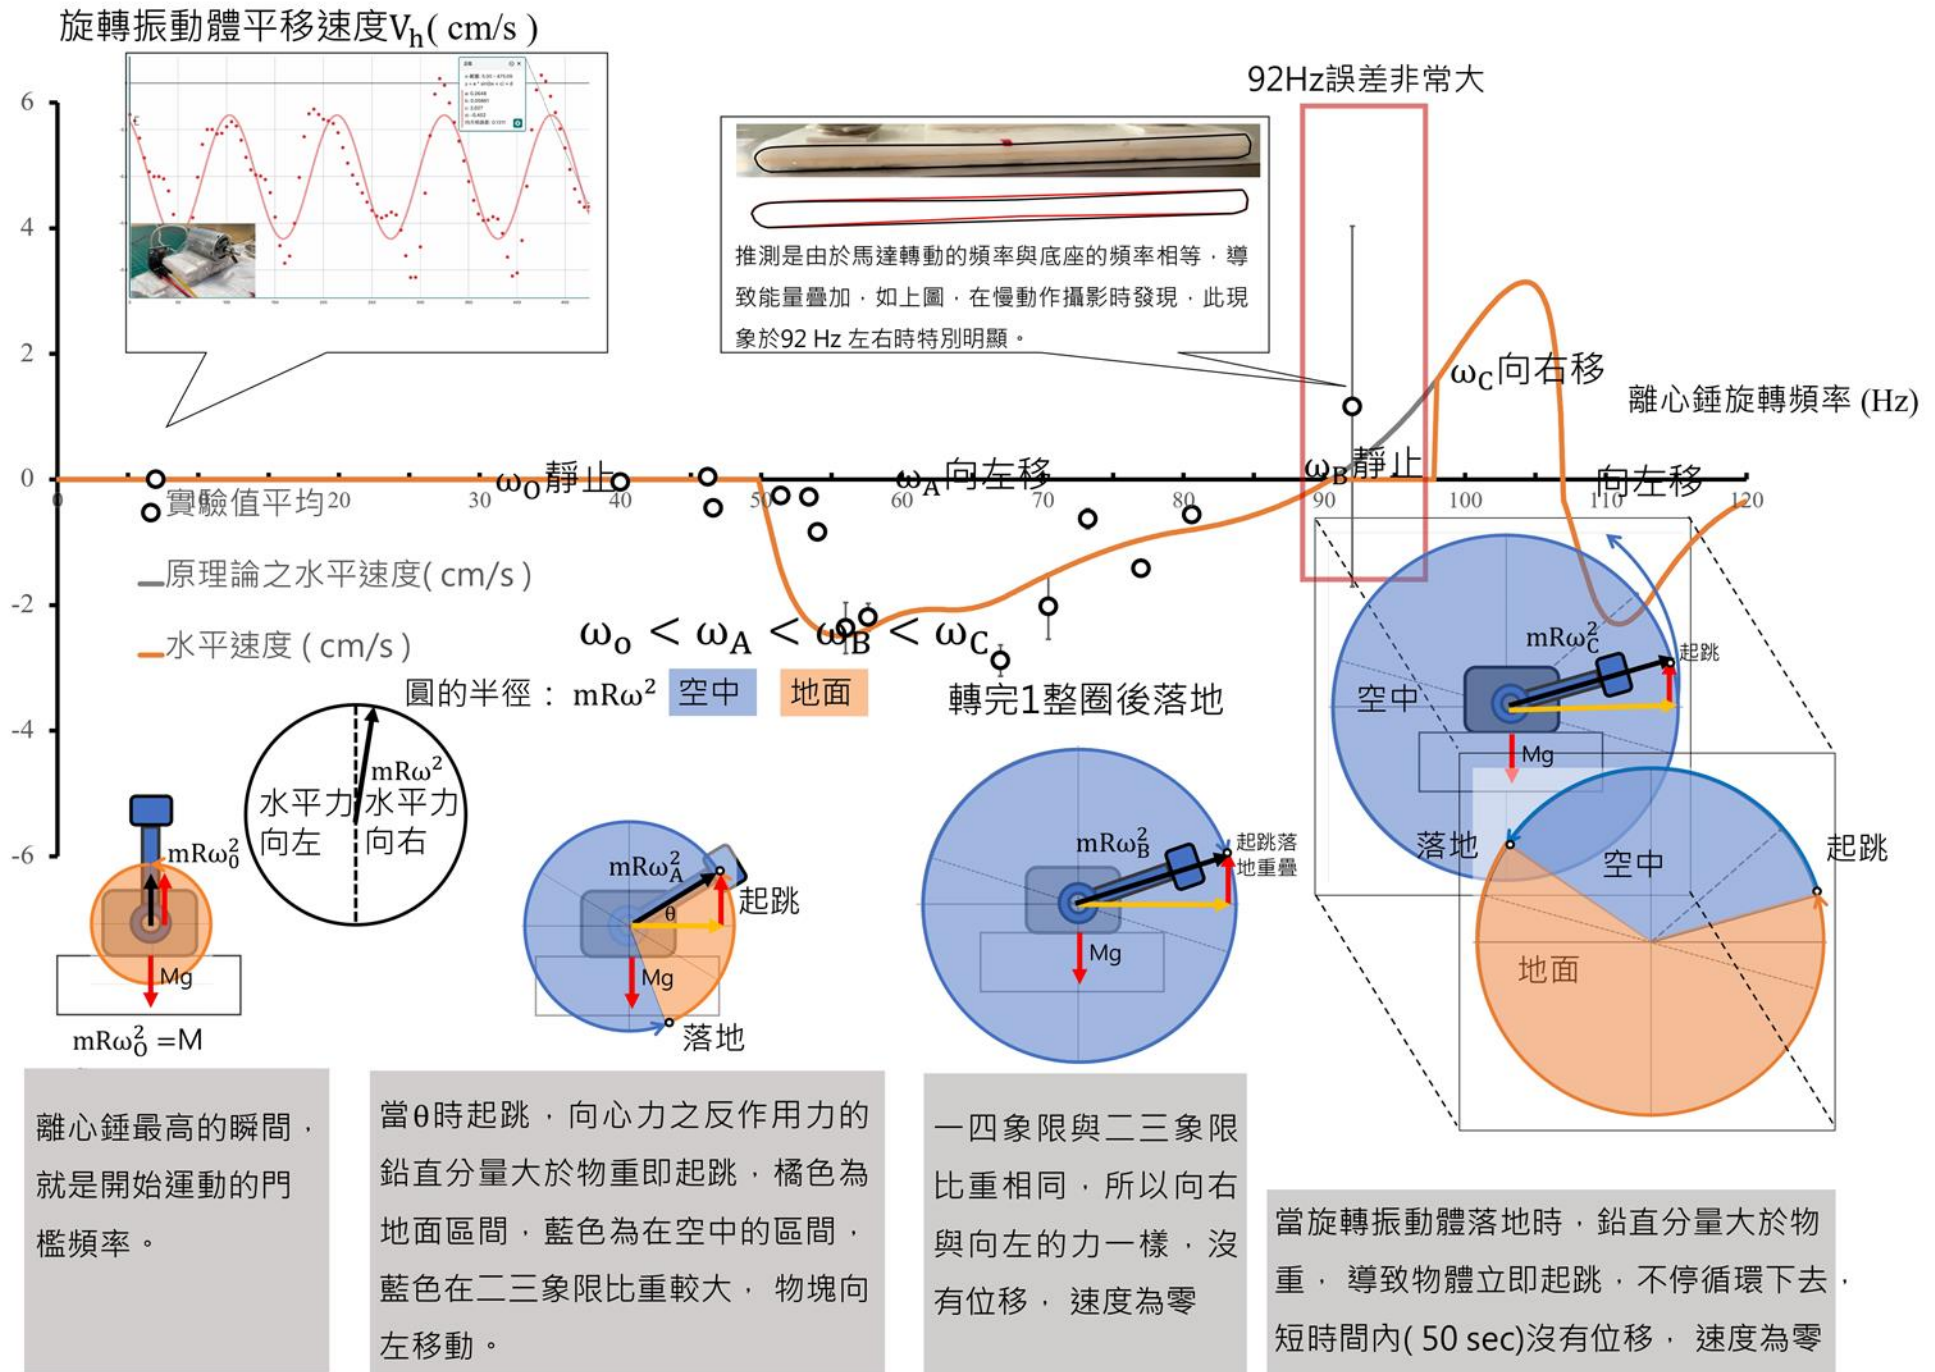 旋轉振動體平移速度Vh( cm/s )
92Hz誤差非常大
6
4
2
0
-2
-4
-6
推測是由於馬達轉動的頻率與底座的頻率相等，導
致能量疊加，如上圖，在慢動作攝影時發現，此現
象於92 Hz 左右時特別明顯。
ωC向右移
離心錘旋轉頻率 (Hz)
ωO靜止
ωA向左移
ωB靜止
向左移
0
10
20
30
40
50
60
70
80
90
100
110
120
實驗值平均
原理論之水平速度( cm/s )
水平速度 ( cm/s )
ωo < ωA < ωB < ωC
圓的半徑： mRω² 空中 地面
轉完1整圈後落地
mRω²
水平力向左
水平力向右
mRω₀²
Mg
mRωO² =M
mRωA²
θ
起跳
Mg
落地
mRωB²
起跳落
地重疊
Mg
mRωC²
起跳
空中
Mg
落地
空中
起跳
地面
離心錘最高的瞬間，
就是開始運動的門
檻頻率。
當θ時起跳，向心力之反作用力的
鉛直分量大於物重即起跳，橘色為
地面區間，藍色為在空中的區間，
藍色在二三象限比重較大， 物塊向
左移動。
一四象限與二三象限
比重相同，所以向右
與向左的力一樣，沒
有位移， 速度為零
當旋轉振動體落地時，鉛直分量大於物
重， 導致物體立即起跳，不停循環下去，
短時間內( 50 sec)沒有位移， 速度為零